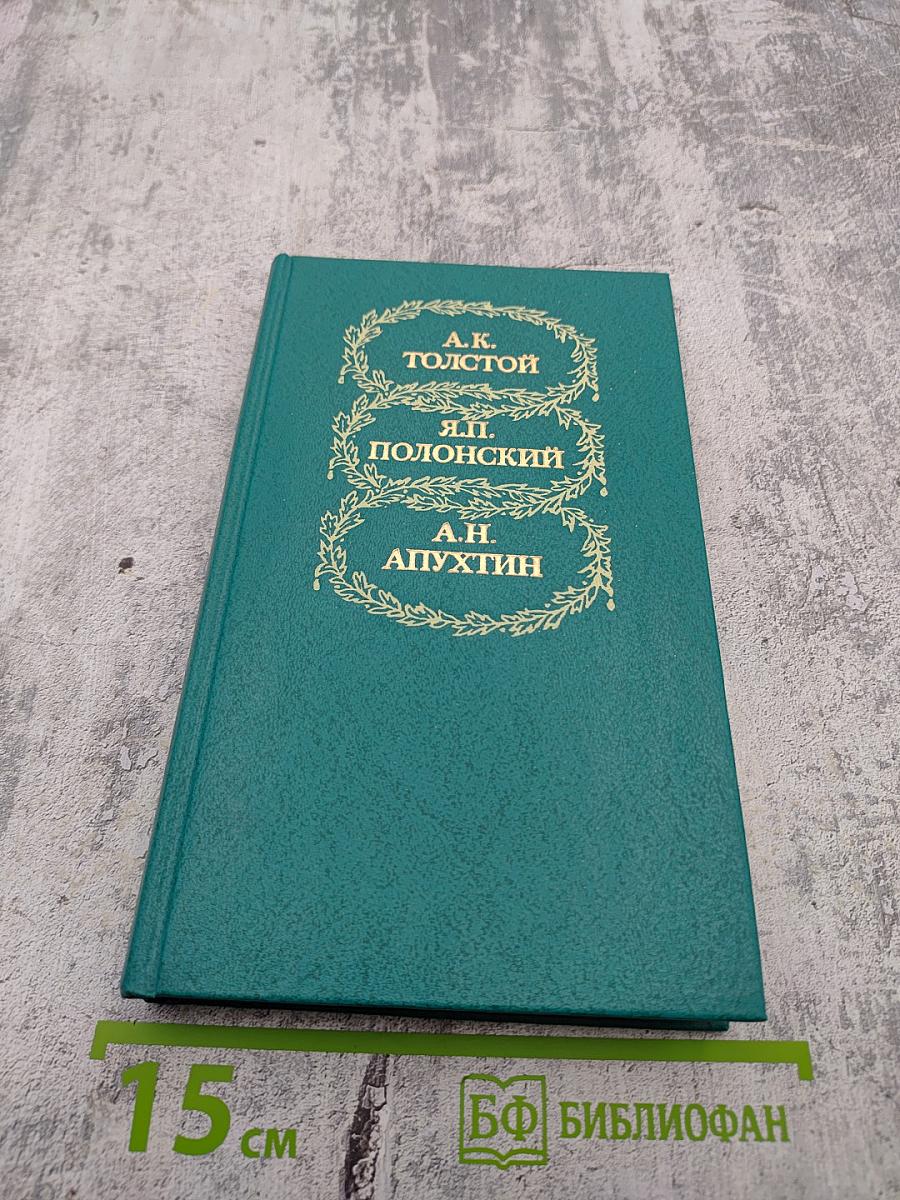 А.К.
ТОЛСТОЙ
Я.П.
ПОЛОНСКИЙ
А.Н.
АПУХТИН
15 см
БФ БИБЛИОФАН